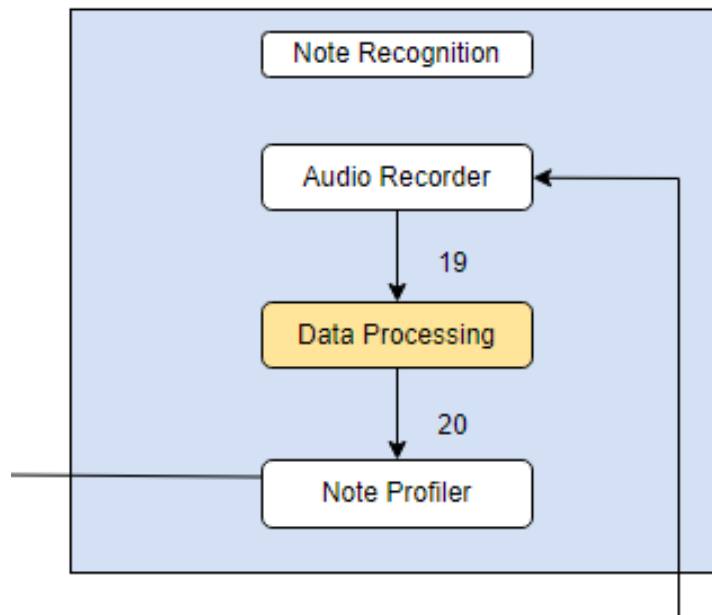 Note Recognition
Audio Recorder
19
Data Processing
20
Note Profiler